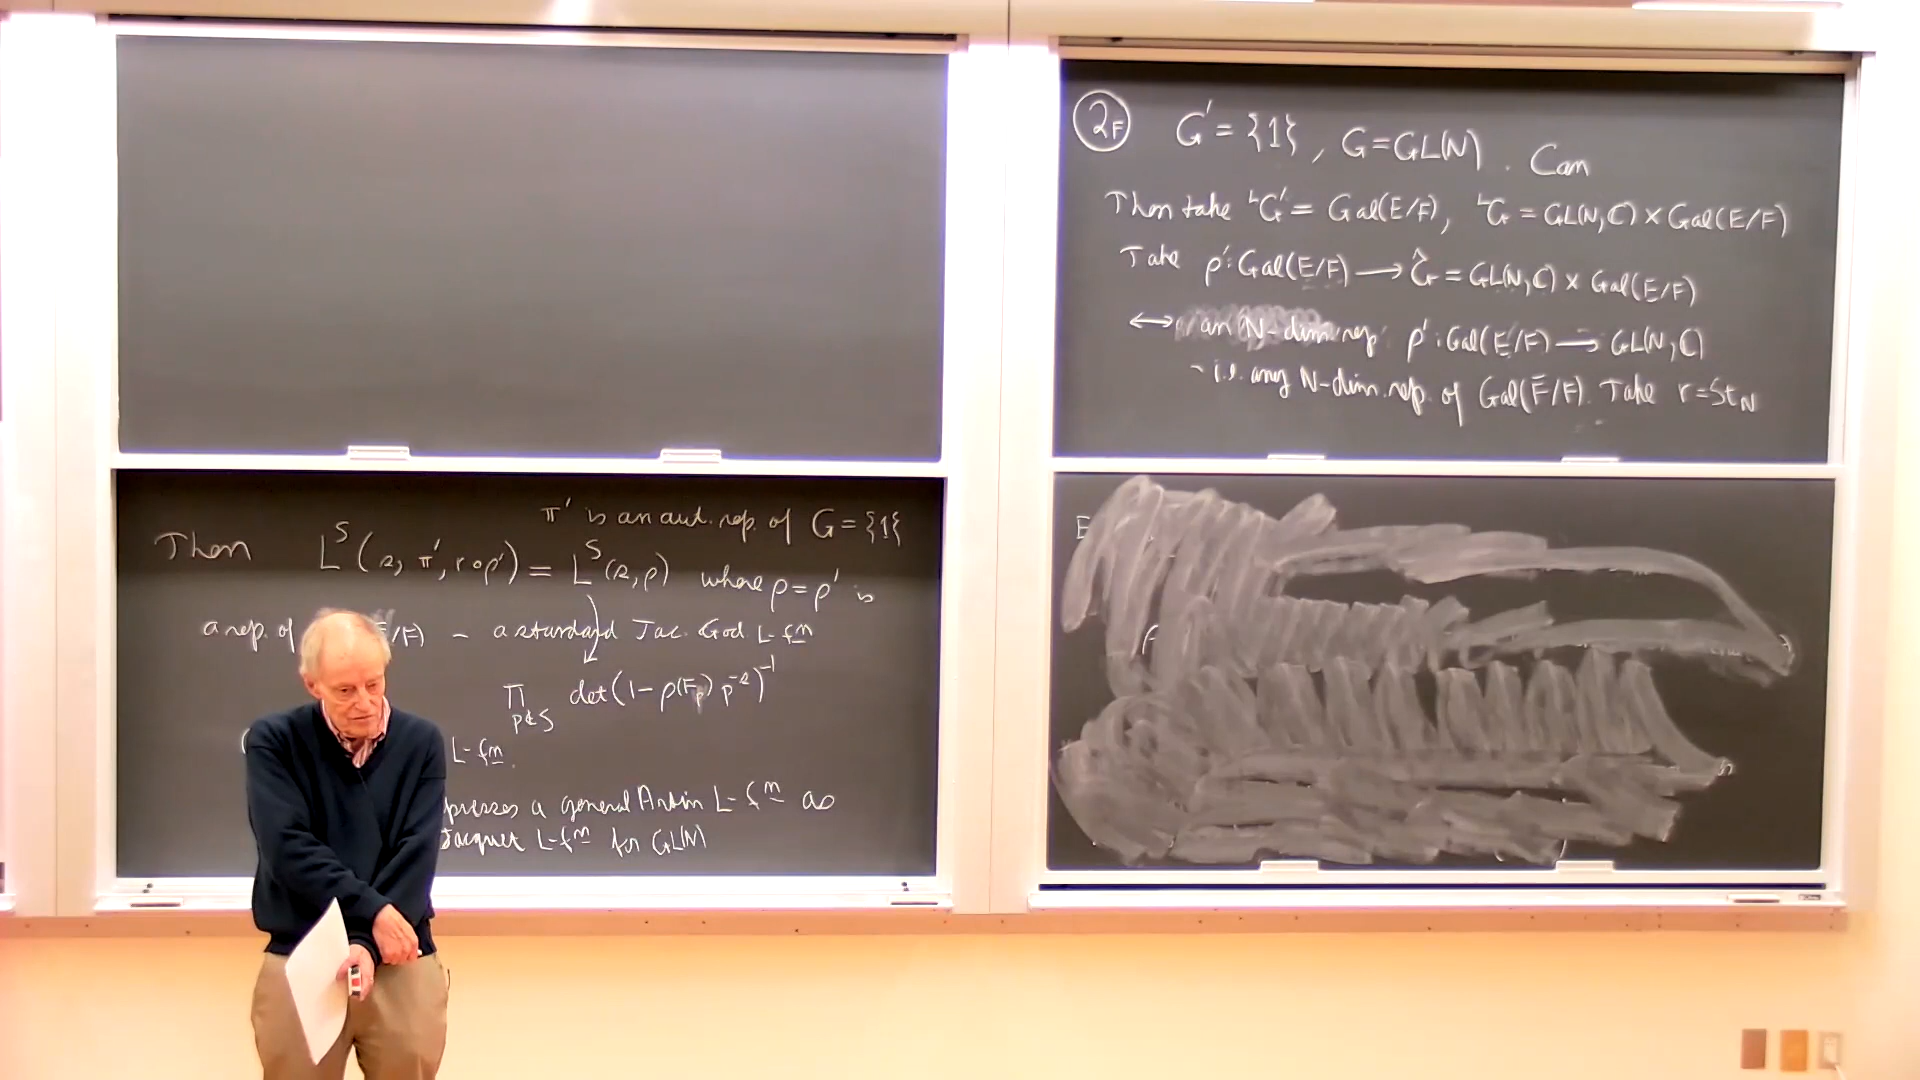 2F G' = {1}, G = GL(N). Can
Then take ᴸG' = Gal(E/F), ᴸG = GL(N,C) × Gal(E/F)
Take ρ': Gal(E/F) → Ĝ = GL(N,C) × Gal(E/F)
↔ an N-dim rep. ρ': Gal(E/F) → GL(N,C)
- i.e. any N-dim. rep. of Gal(F̄/F). Take r = St_N
π' is an aut. rep. of G = {1}
Then L^S(s, π', r∘ρ') = L^S(s, ρ) where ρ = ρ' is
a rep. of /F) - a standard Jac. God. L-fn
∏_{p∉S} det(1 - ρ(F_p) p^{-s})^{-1}
L-fn.
presses a general Artin L-fn as
Jacquet L-fn for GL(N)